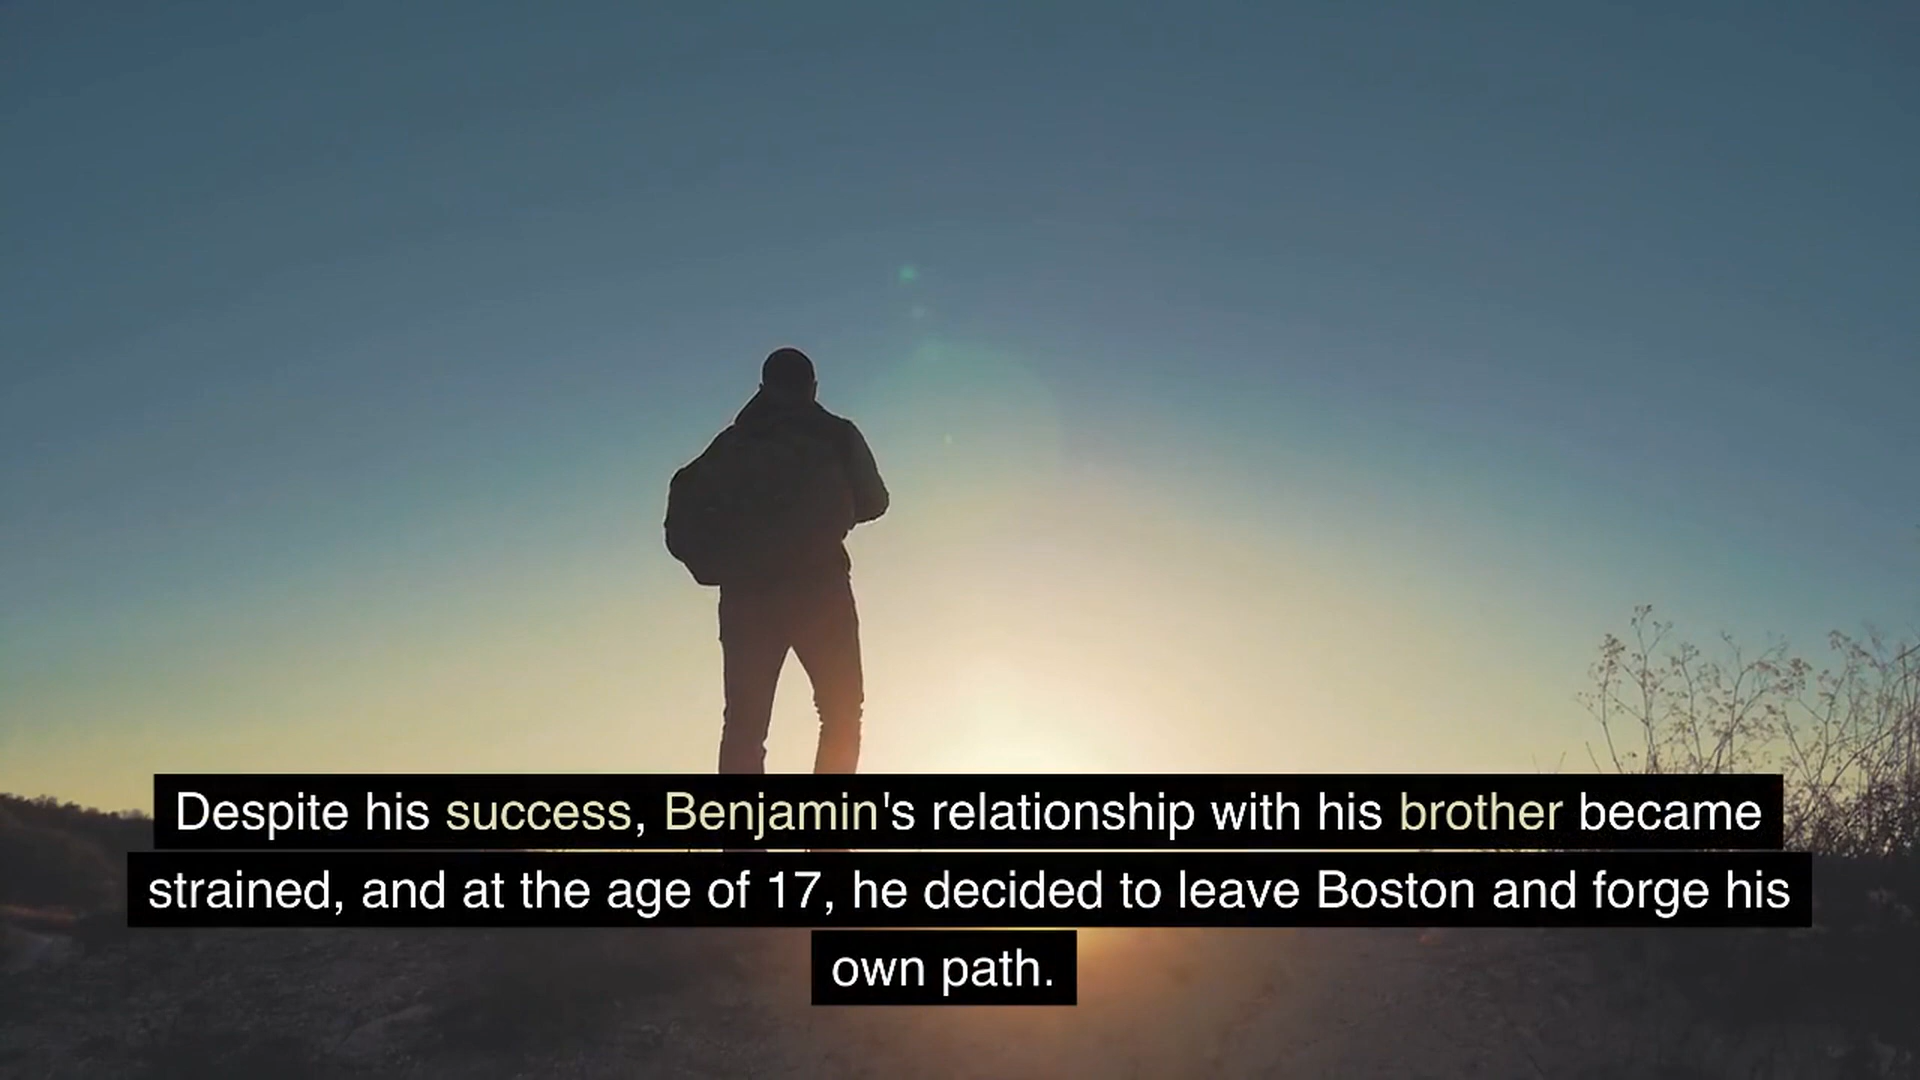 Despite his success, Benjamin's relationship with his brother became
strained, and at the age of 17, he decided to leave Boston and forge his
own path.